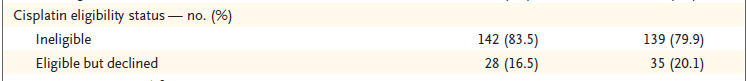 Cisplatin eligibility status — no. (%)
Ineligible 142 (83.5) 139 (79.9)
Eligible but declined 28 (16.5) 35 (20.1)